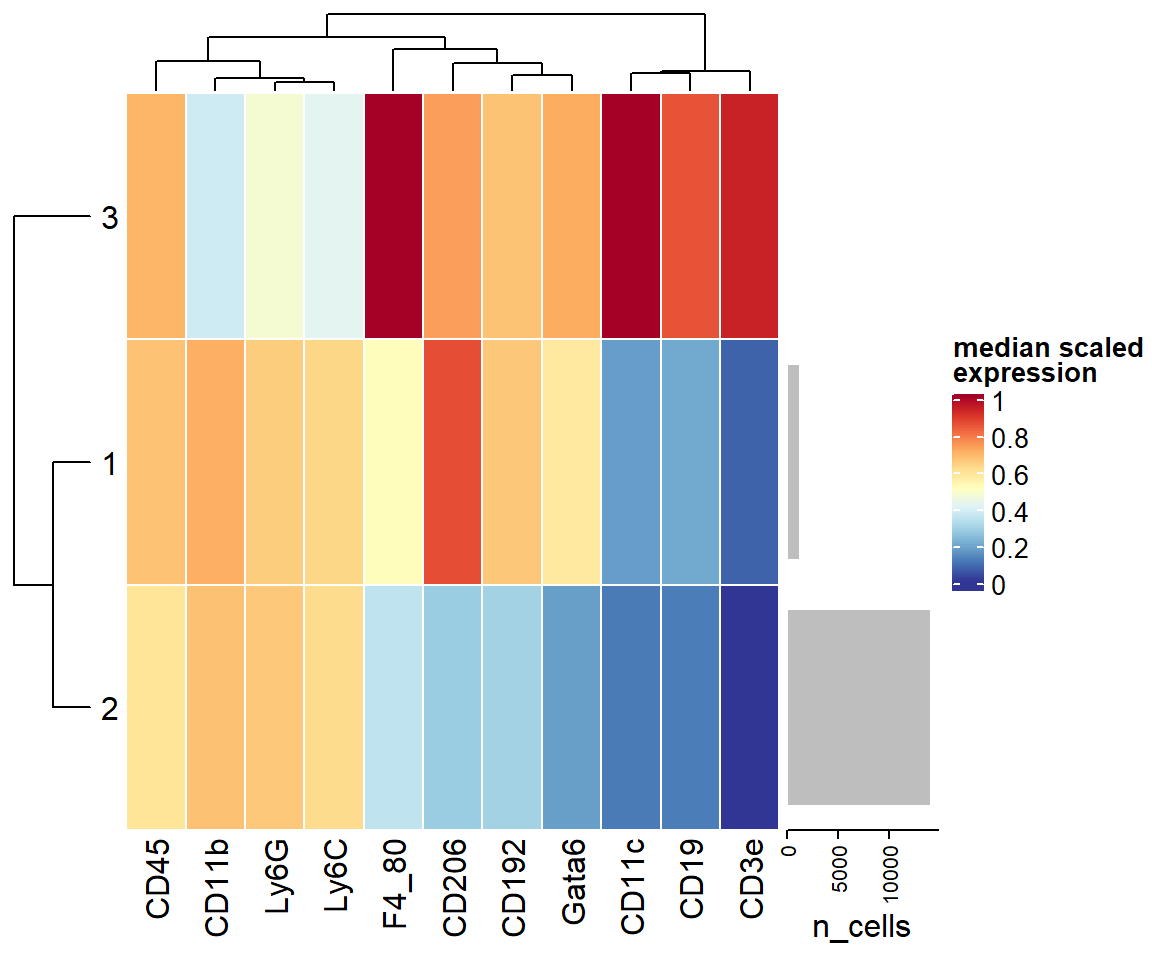 3
1
2
CD45
CD11b
Ly6G
Ly6C
F4_80
CD206
CD192
Gata6
CD11c
CD19
CD3e
0
5000
10000
n_cells
median scaled
expression
1
0.8
0.6
0.4
0.2
0